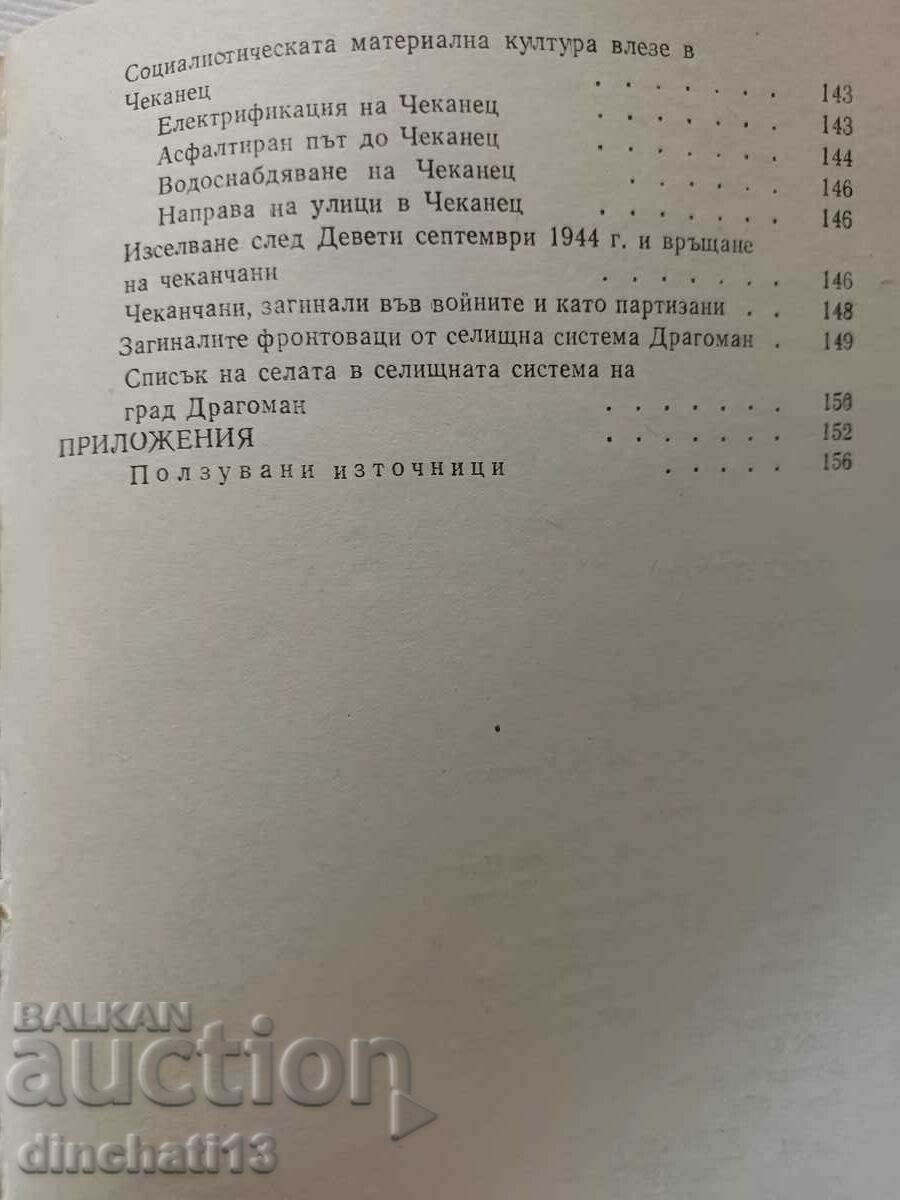 Социалистическата материална култура влезе в
Чеканец . . . . . . . 143
Електрификация на Чеканец . . . . . . . 143
Асфалтиран път до Чеканец . . . . . . . 144
Водоснабдяване на Чеканец . . . . . . 146
Направа на улици в Чеканец . . . . . . . 146
Изселване след Девети септември 1944 г. и връщане
на чеканчани . . . . . . . 146
Чеканчани, загинали във войните и като партизани . . 148
Загиналите фронтоваци от селищна система Драгоман . 149
Списък на селата в селищната система на
град Драгоман . . . . . . . 150
ПРИЛОЖЕНИЯ . . . . . . . 152
Ползувани източници . . . . . 156
BALKAN
auction
dinchati13